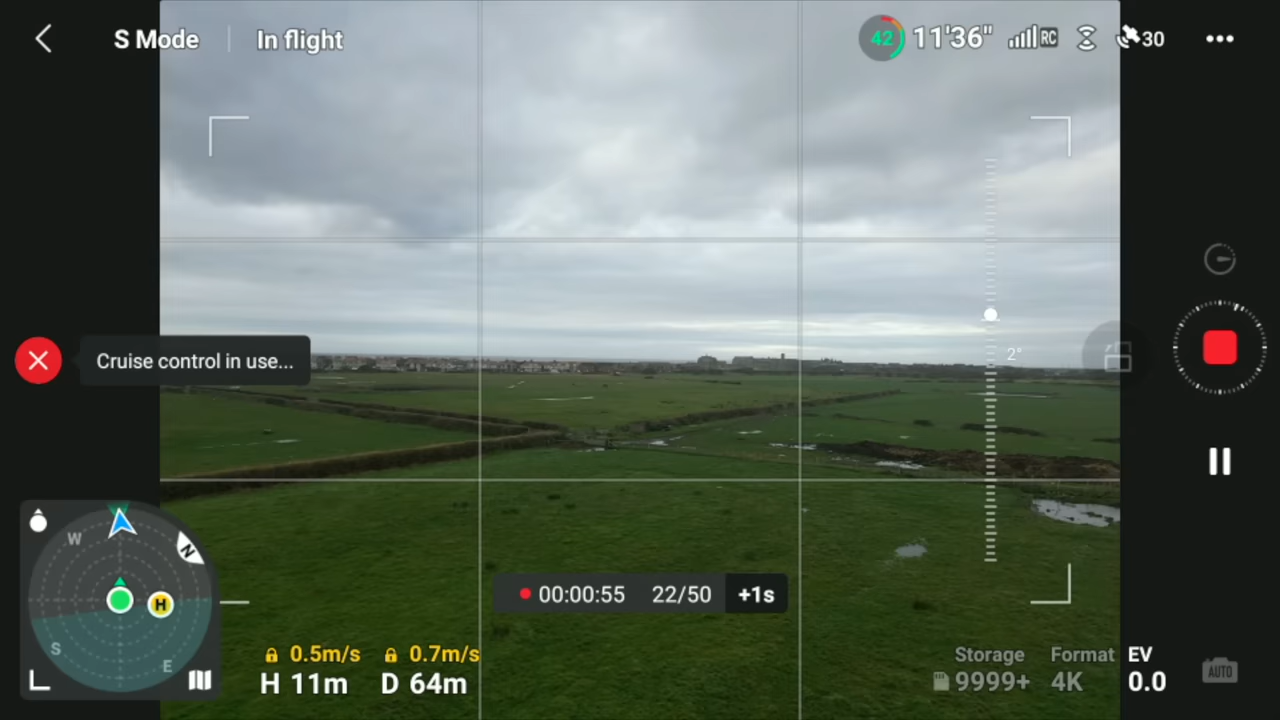 S Mode In flight 42 11'36" RC 30
2°
Cruise control in use...
W N S E H
00:00:55 22/50 +1s
0.5m/s 0.7m/s
H 11m D 64m
Storage Format EV
9999+ 4K 0.0
AUTO